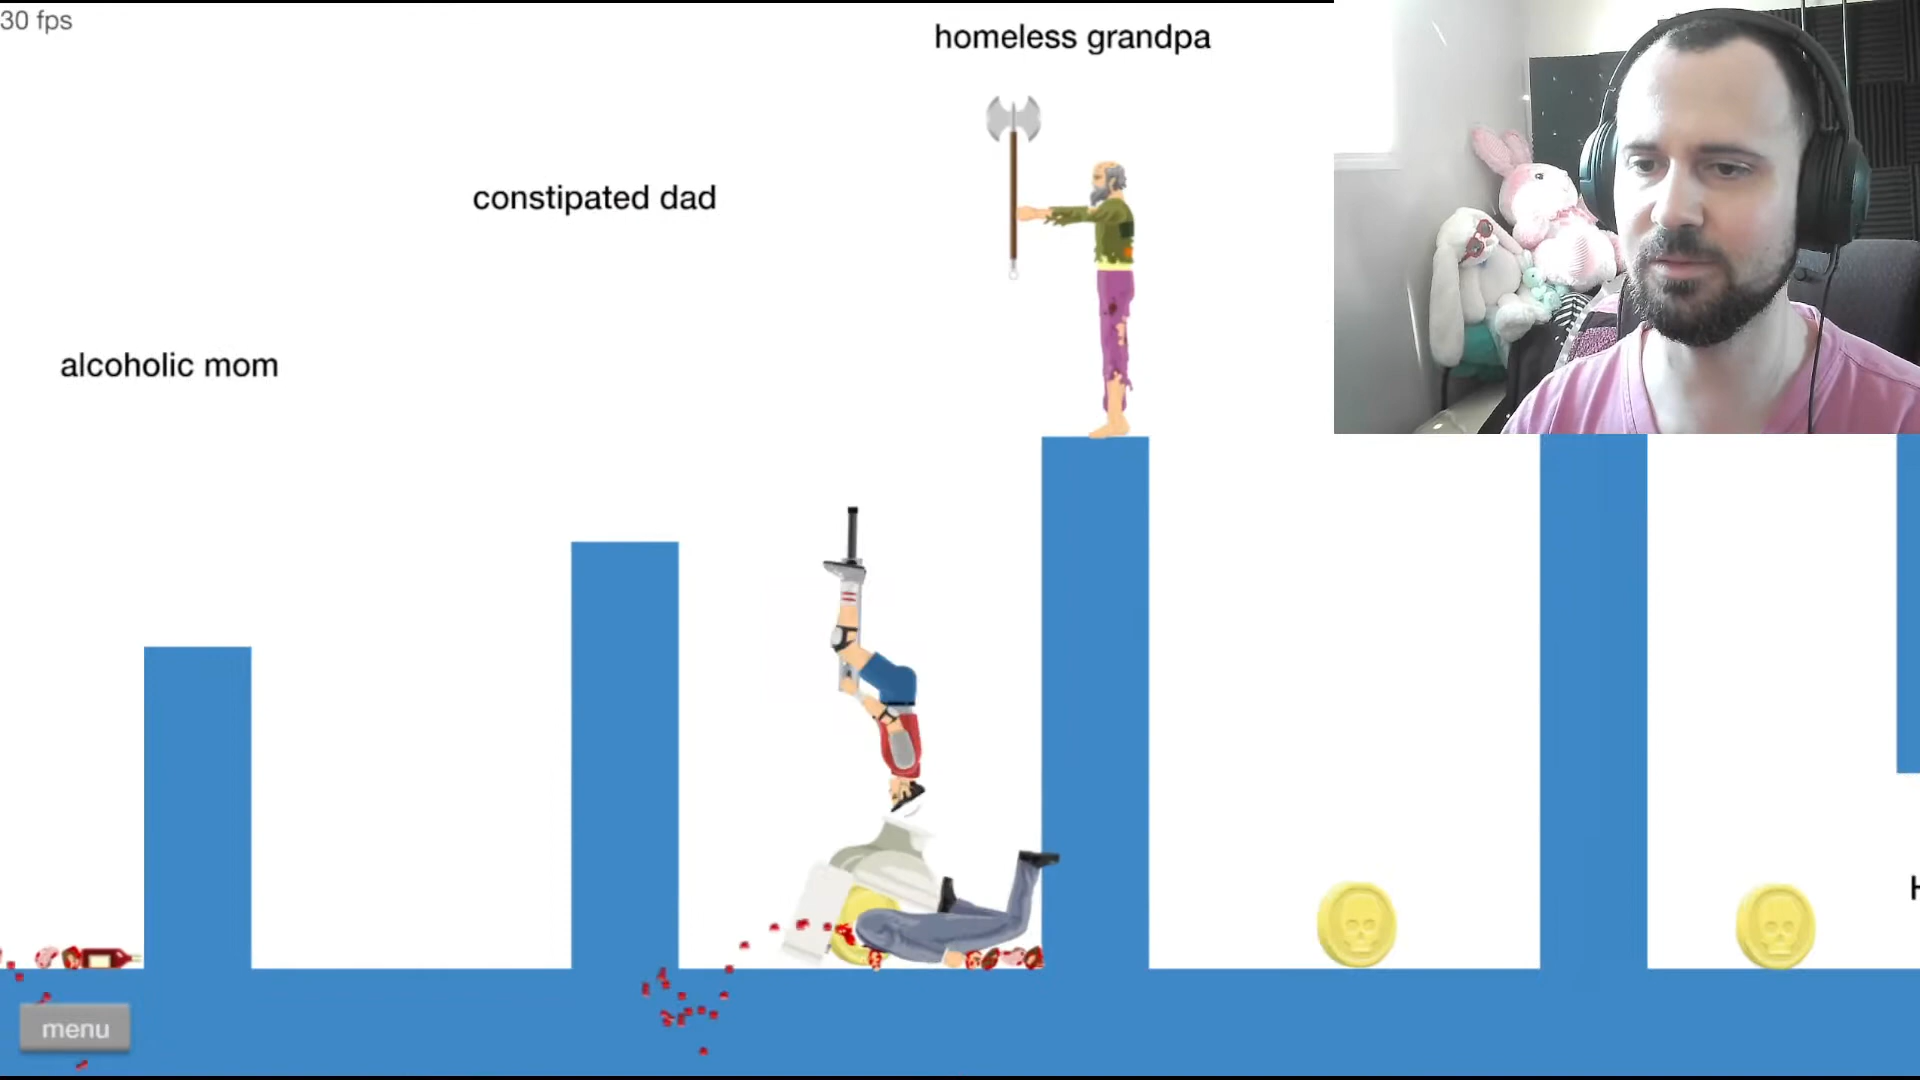 30 fps
homeless grandpa
constipated dad
alcoholic mom
menu